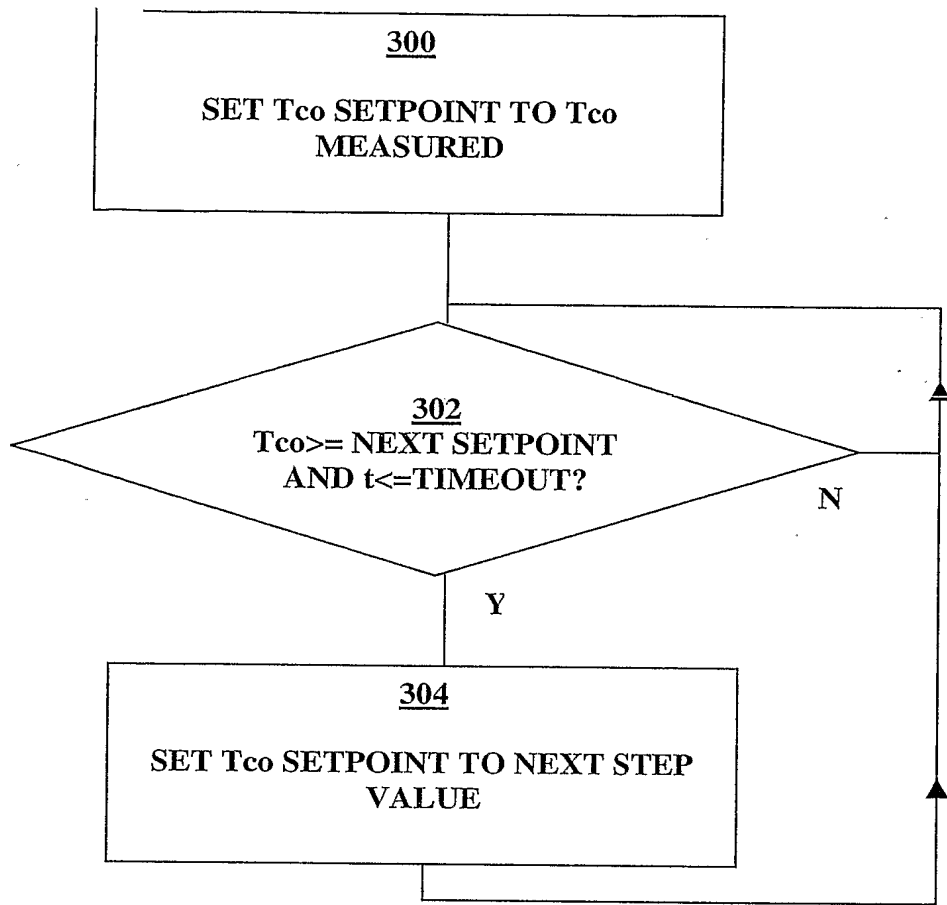 300
SET Tco SETPOINT TO Tco
MEASURED
302
Tco>= NEXT SETPOINT
AND t<=TIMEOUT?
N
Y
304
SET Tco SETPOINT TO NEXT STEP
VALUE